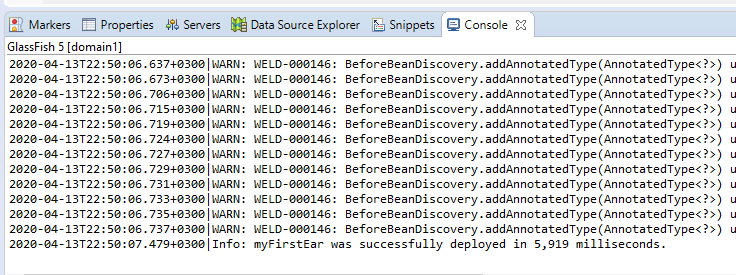 Markers Properties Servers Data Source Explorer Snippets Console
GlassFish 5 [domain1]
2020-04-13T22:50:06.637+0300|WARN: WELD-000146: BeforeBeanDiscovery.addAnnotatedType(AnnotatedType<?>) u
2020-04-13T22:50:06.673+0300|WARN: WELD-000146: BeforeBeanDiscovery.addAnnotatedType(AnnotatedType<?>) u
2020-04-13T22:50:06.706+0300|WARN: WELD-000146: BeforeBeanDiscovery.addAnnotatedType(AnnotatedType<?>) u
2020-04-13T22:50:06.715+0300|WARN: WELD-000146: BeforeBeanDiscovery.addAnnotatedType(AnnotatedType<?>) u
2020-04-13T22:50:06.719+0300|WARN: WELD-000146: BeforeBeanDiscovery.addAnnotatedType(AnnotatedType<?>) u
2020-04-13T22:50:06.724+0300|WARN: WELD-000146: BeforeBeanDiscovery.addAnnotatedType(AnnotatedType<?>) u
2020-04-13T22:50:06.727+0300|WARN: WELD-000146: BeforeBeanDiscovery.addAnnotatedType(AnnotatedType<?>) u
2020-04-13T22:50:06.729+0300|WARN: WELD-000146: BeforeBeanDiscovery.addAnnotatedType(AnnotatedType<?>) u
2020-04-13T22:50:06.731+0300|WARN: WELD-000146: BeforeBeanDiscovery.addAnnotatedType(AnnotatedType<?>) u
2020-04-13T22:50:06.733+0300|WARN: WELD-000146: BeforeBeanDiscovery.addAnnotatedType(AnnotatedType<?>) u
2020-04-13T22:50:06.735+0300|WARN: WELD-000146: BeforeBeanDiscovery.addAnnotatedType(AnnotatedType<?>) u
2020-04-13T22:50:06.737+0300|WARN: WELD-000146: BeforeBeanDiscovery.addAnnotatedType(AnnotatedType<?>) u
2020-04-13T22:50:07.479+0300|Info: myFirstEar was successfully deployed in 5,919 milliseconds.